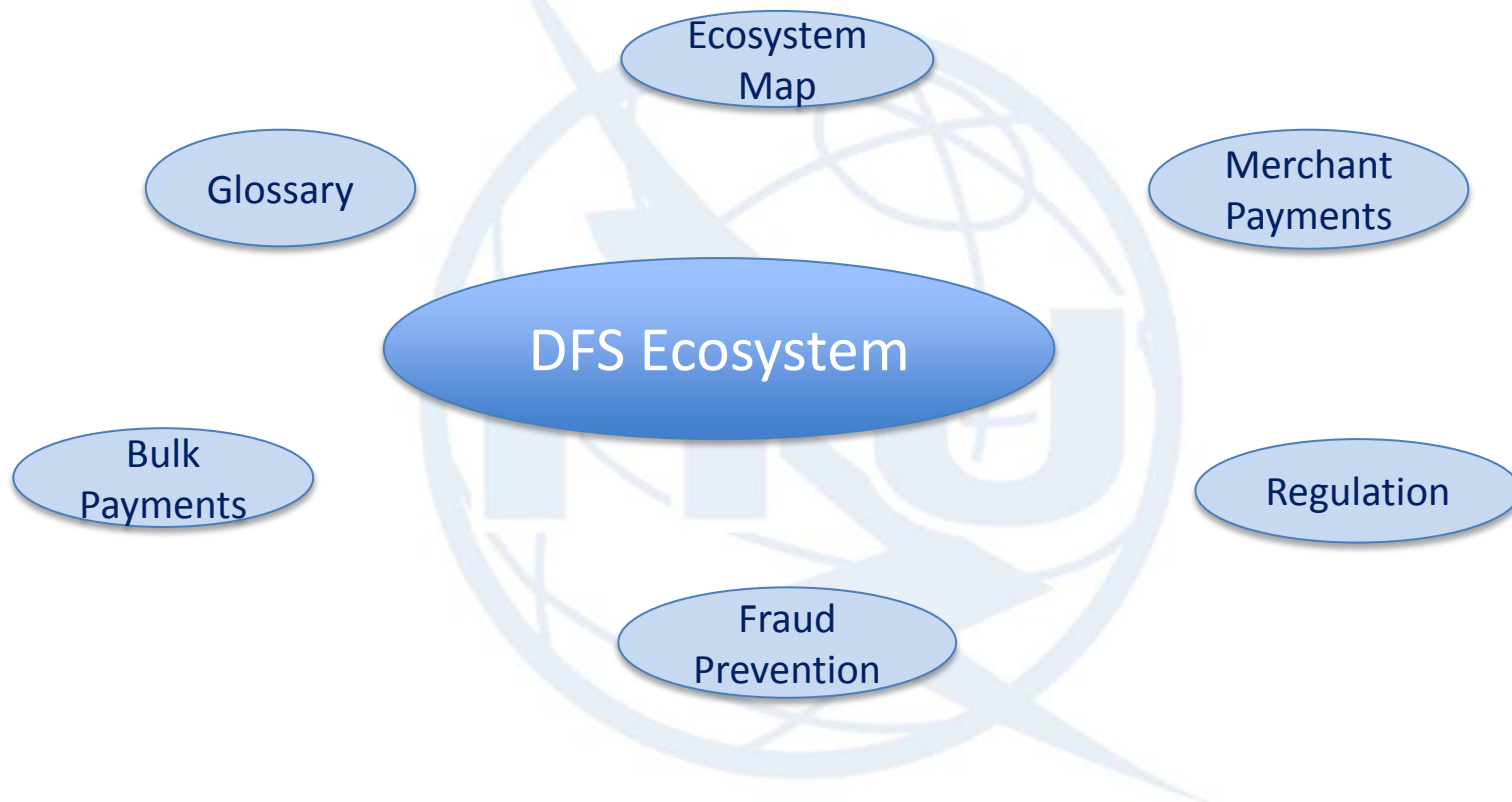 Ecosystem
Map
Glossary
Merchant
Payments
DFS Ecosystem
Bulk
Payments
Regulation
Fraud
Prevention